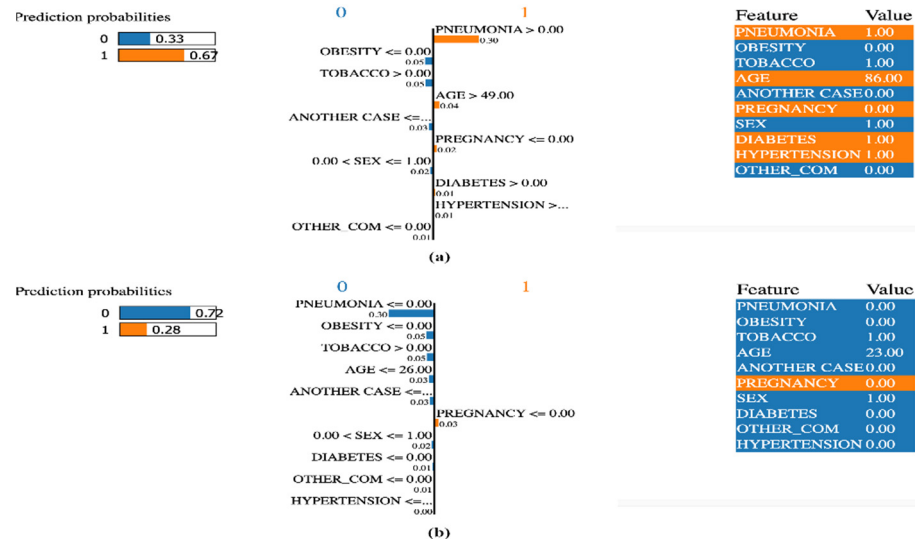 Prediction probabilities
0 0.33
1 0.67
0 1
PNEUMONIA > 0.00
0.30
OBESITY <= 0.00
0.05
TOBACCO > 0.00
0.05
AGE > 49.00
0.04
ANOTHER CASE <=...
0.03
PREGNANCY <= 0.00
0.02
0.00 < SEX <= 1.00
0.02
DIABETES > 0.00
0.01
HYPERTENSION >...
0.01
OTHER_COM <= 0.00
0.01
Feature Value
PNEUMONIA 1.00
OBESITY 0.00
TOBACCO 1.00
AGE 86.00
ANOTHER CASE 0.00
PREGNANCY 0.00
SEX 1.00
DIABETES 1.00
HYPERTENSION 1.00
OTHER_COM 0.00
(a)
Prediction probabilities
0 0.72
1 0.28
0 1
PNEUMONIA <= 0.00
0.30
OBESITY <= 0.00
0.05
TOBACCO > 0.00
0.05
AGE <= 26.00
0.03
ANOTHER CASE <=...
0.03
PREGNANCY <= 0.00
0.03
0.00 < SEX <= 1.00
0.02
DIABETES <= 0.00
0.01
OTHER_COM <= 0.00
0.01
HYPERTENSION <=...
0.00
Feature Value
PNEUMONIA 0.00
OBESITY 0.00
TOBACCO 1.00
AGE 23.00
ANOTHER CASE 0.00
PREGNANCY 0.00
SEX 1.00
DIABETES 0.00
OTHER_COM 0.00
HYPERTENSION 0.00
(b)